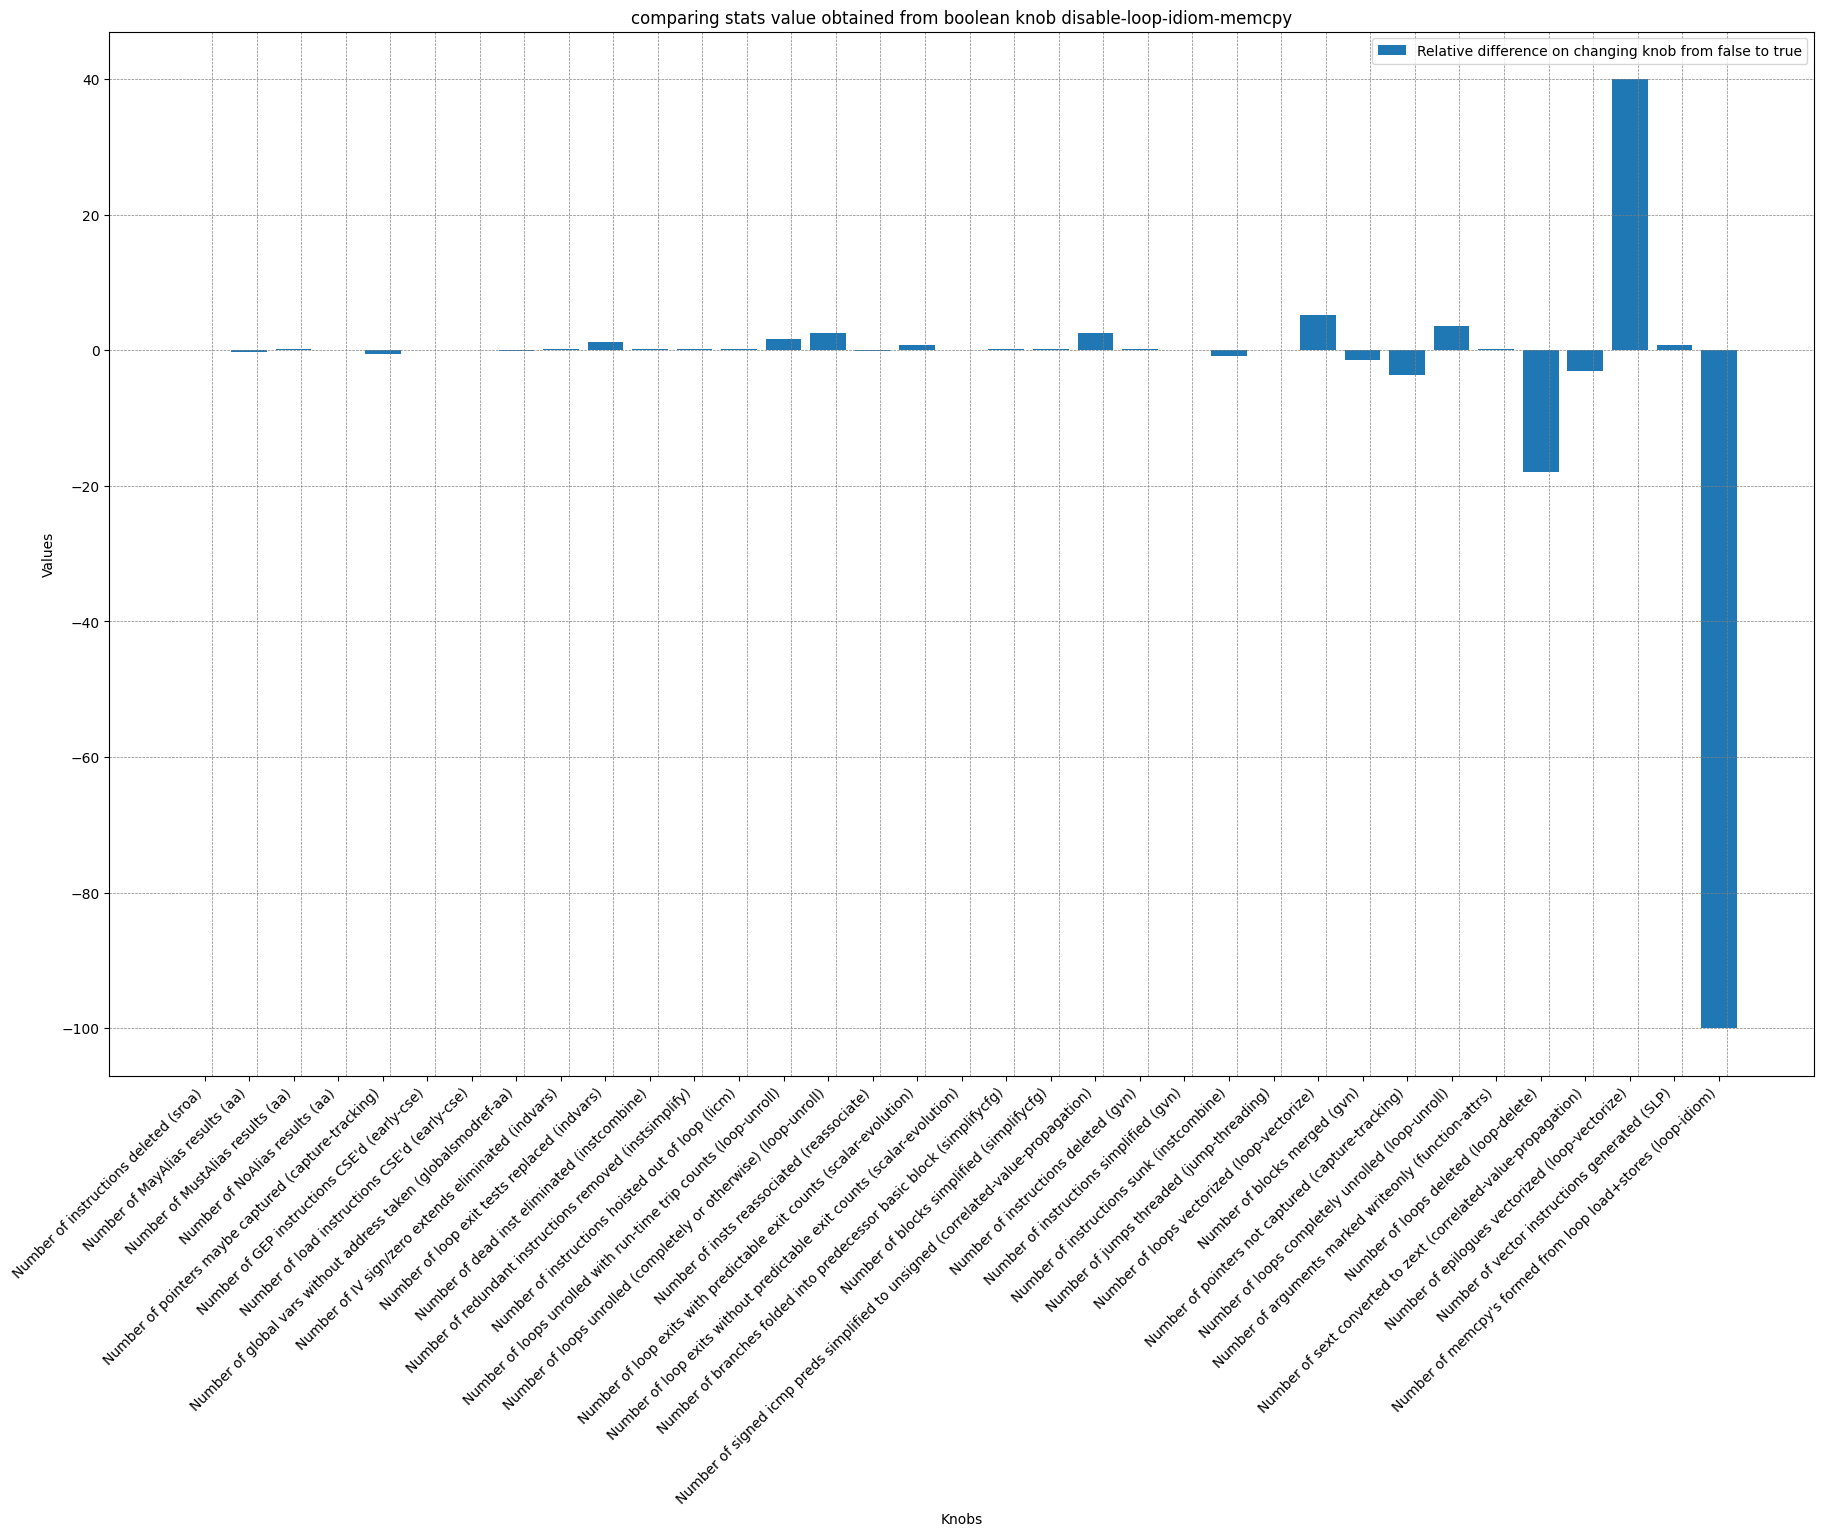 comparing stats value obtained from boolean knob disable-loop-idiom-memcpy
Relative difference on changing knob from false to true
40
20
0
−20
−40
−60
−80
−100
Values
Number of instructions deleted (sroa)
Number of MayAlias results (aa)
Number of MustAlias results (aa)
Number of NoAlias results (aa)
Number of pointers maybe captured (capture-tracking)
Number of GEP instructions CSE'd (early-cse)
Number of load instructions CSE'd (early-cse)
Number of global vars without address taken (globalsmodref-aa)
Number of IV sign/zero extends eliminated (indvars)
Number of loop exit tests replaced (indvars)
Number of dead inst eliminated (instcombine)
Number of redundant instructions removed (instsimplify)
Number of instructions hoisted out of loop (licm)
Number of loops unrolled with run-time trip counts (loop-unroll)
Number of loops unrolled (completely or otherwise) (loop-unroll)
Number of insts reassociated (reassociate)
Number of loop exits with predictable exit counts (scalar-evolution)
Number of loop exits without predictable exit counts (scalar-evolution)
Number of branches folded into predecessor basic block (simplifycfg)
Number of blocks simplified (simplifycfg)
Number of signed icmp preds simplified to unsigned (correlated-value-propagation)
Number of instructions deleted (gvn)
Number of instructions simplified (gvn)
Number of instructions sunk (instcombine)
Number of jumps threaded (jump-threading)
Number of loops vectorized (loop-vectorize)
Number of blocks merged (gvn)
Number of pointers not captured (capture-tracking)
Number of loops completely unrolled (loop-unroll)
Number of arguments marked writeonly (function-attrs)
Number of loops deleted (loop-delete)
Number of sext converted to zext (correlated-value-propagation)
Number of epilogues vectorized (loop-vectorize)
Number of vector instructions generated (SLP)
Number of memcpy's formed from loop load+stores (loop-idiom)
Knobs